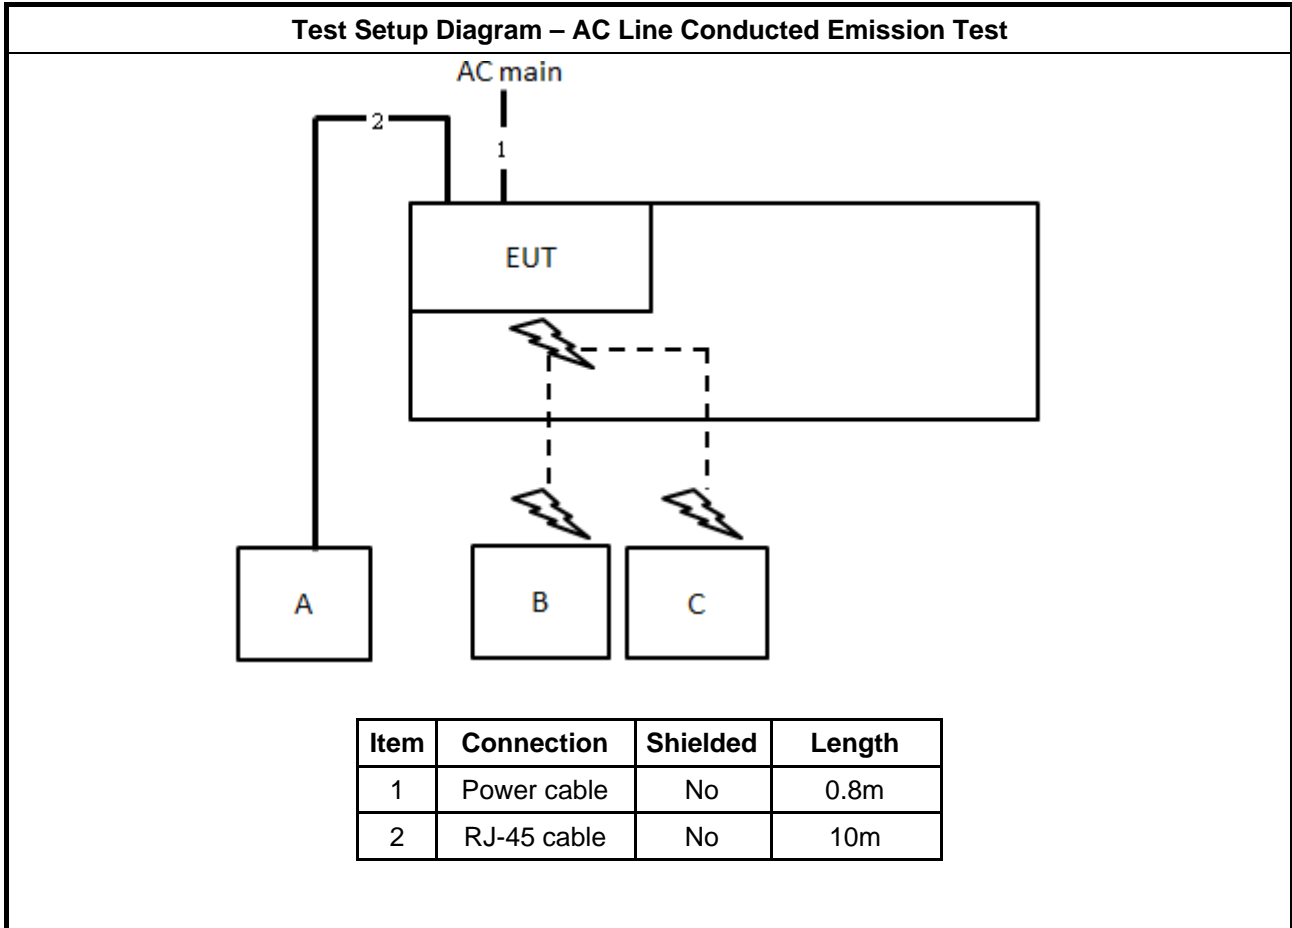 Test Setup Diagram – AC Line Conducted Emission Test
AC main
2
1
EUT
A
B
C
Item Connection Shielded Length
1 Power cable No 0.8m
2 RJ-45 cable No 10m